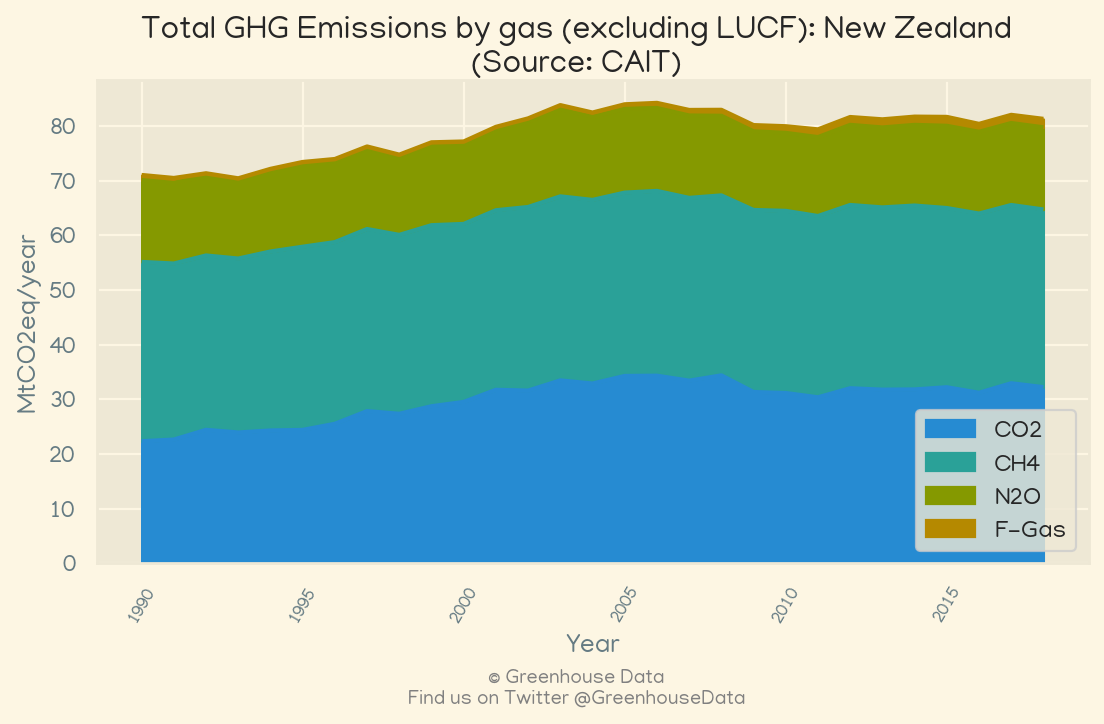 Total GHG Emissions by gas (excluding LUCF): New Zealand
(Source: CAIT)
MtCO2eq/year
80
70
60
50
40
30
20
10
0
CO2
CH4
N2O
F-Gas
1990
1995
2000
2005
2010
2015
Year
© Greenhouse Data
Find us on Twitter @GreenhouseData